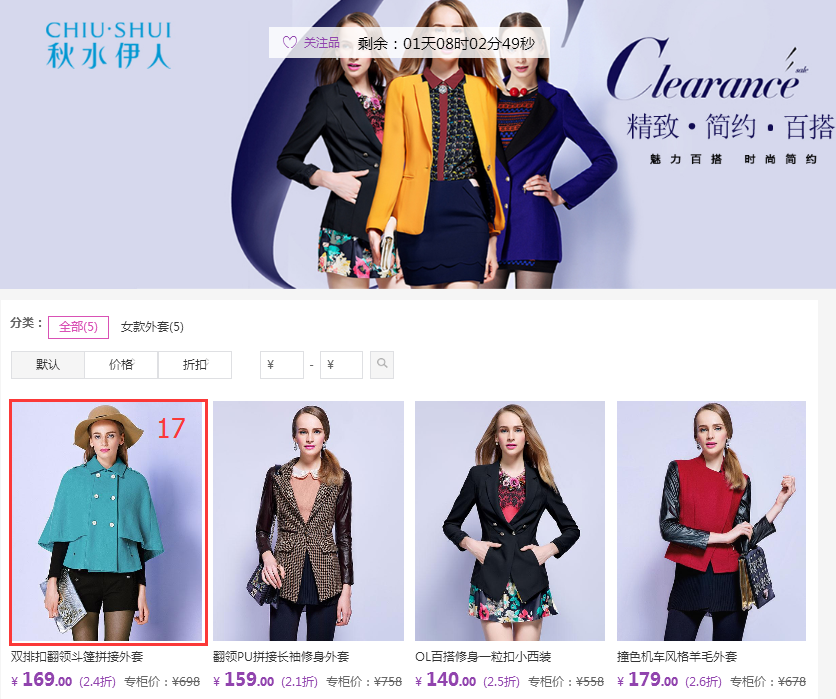 CHIU·SHUI
秋水伊人
关注品 剩余：01天08时02分49秒
Clearance sale
精致·简约·百搭
魅力百搭 时尚简约
分类： 全部(5) 女款外套(5)
默认 价格 折扣 ¥ - ¥
17
双排扣翻领斗篷拼接外套 翻领PU拼接长袖修身外套 OL百搭修身一粒扣小西装 撞色机车风格羊毛外套
¥ 169.00 (2.4折) 专柜价：¥698 ¥ 159.00 (2.1折) 专柜价：¥758 ¥ 140.00 (2.5折) 专柜价：¥558 ¥ 179.00 (2.6折) 专柜价：¥678